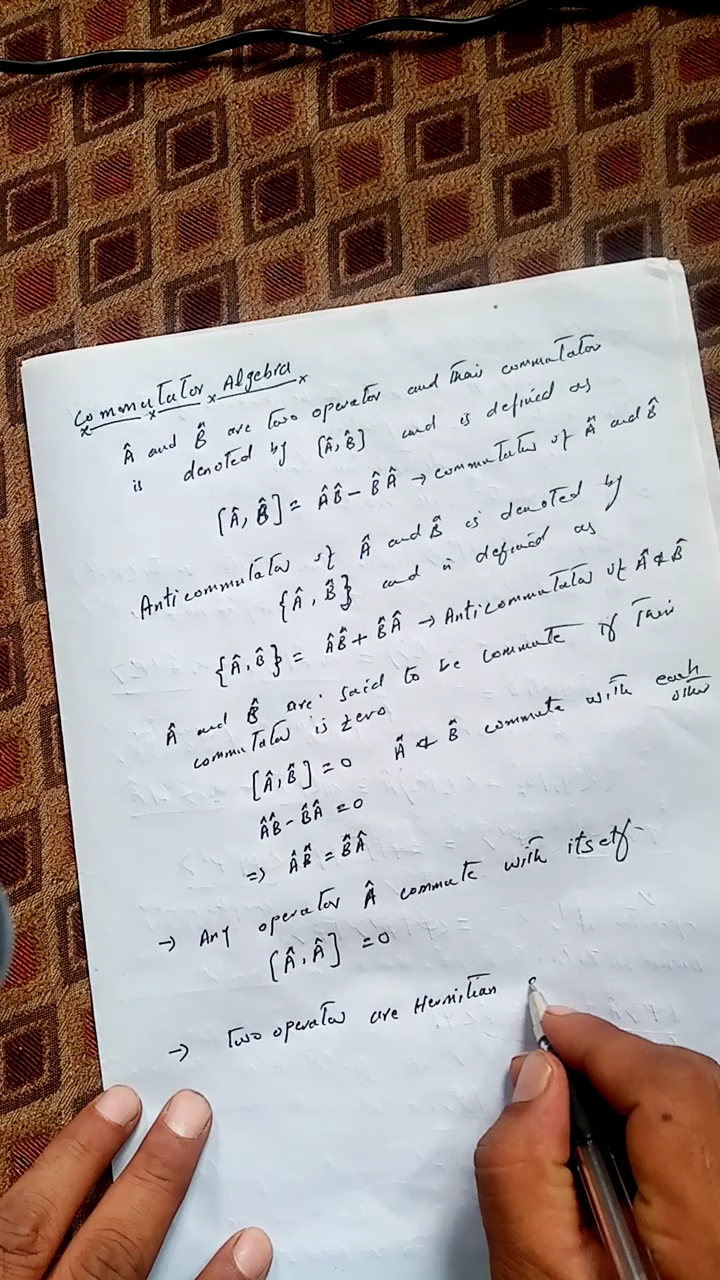 Commutator Algebra
Â and B̂ are two operator and their commutator
is denoted by [Â, B̂] and is defined as
[Â, B̂] = ÂB̂ - B̂Â → commutator of Â and B̂
Anticommutator of Â and B̂ is denoted by
{Â, B̂} and is defined as
{Â, B̂} = ÂB̂ + B̂Â → Anticommutator of Â & B̂
Â and B̂ are said to be commute if their
commutator is zero
[Â, B̂] = 0 Â & B̂ commute with each other
ÂB̂ - B̂Â = 0
=> ÂB̂ = B̂Â
→ Any operator Â commute with itself
[Â, Â] = 0
→ Two operator are Hermitian